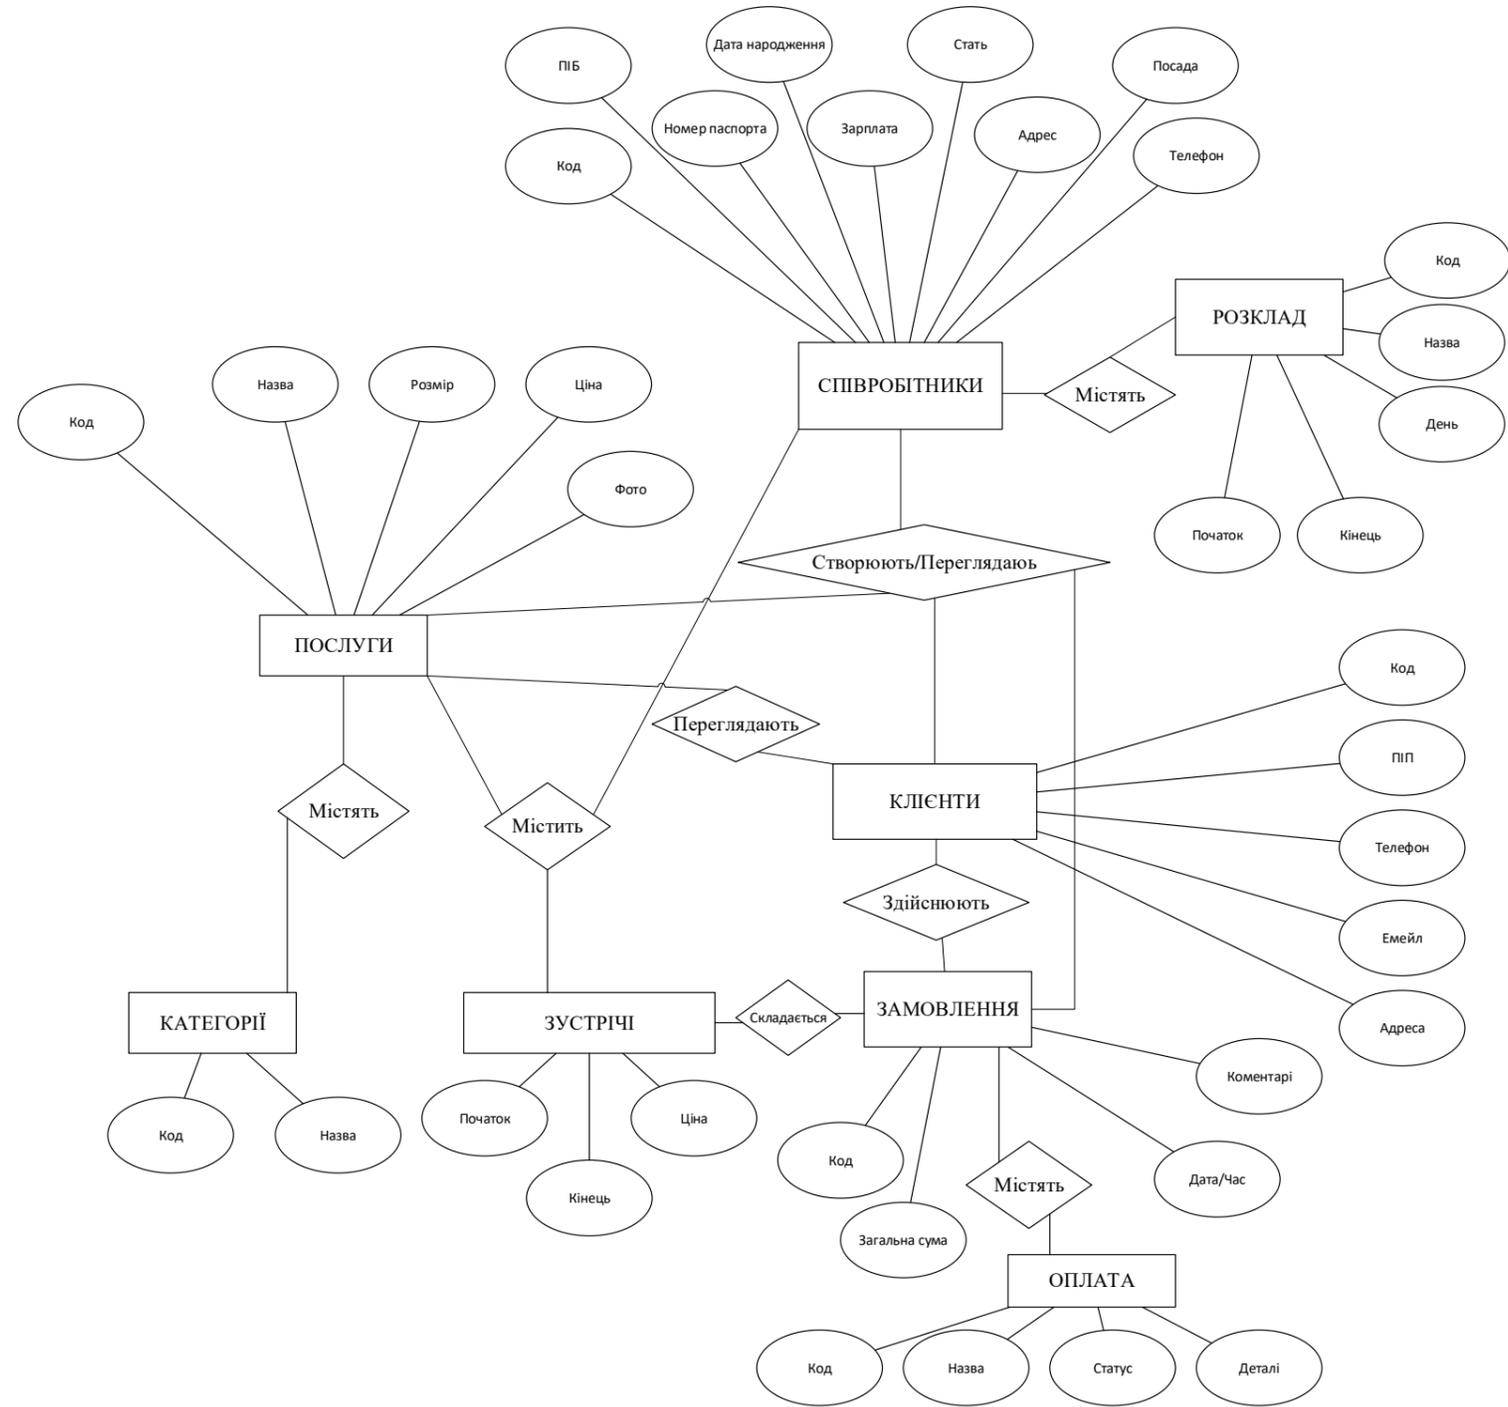 Дата народження
Стать
ПІБ
Посада
Номер паспорта
Зарплата
Адрес
Код
Телефон
Код
РОЗКЛАД
Назва
СПІВРОБІТНИКИ
Містять
День
Початок
Кінець
Код
Назва
Розмір
Ціна
Фото
Створюють/Переглядаюь
ПОСЛУГИ
Переглядають
Код
ПІП
КЛІЄНТИ
Телефон
Емейл
Адреса
Містять
Містить
Здійснюють
КАТЕГОРІЇ
ЗУСТРІЧІ
Складається
ЗАМОВЛЕННЯ
Коментарі
Код
Назва
Початок
Ціна
Кінець
Код
Загальна сума
Містять
Дата/Час
ОПЛАТА
Код
Назва
Статус
Деталі